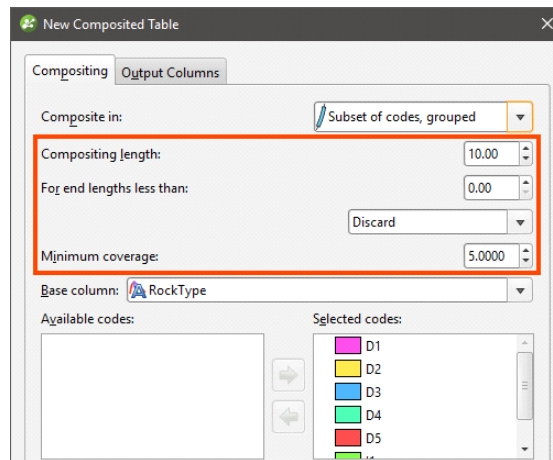 New Composited Table
Compositing Output Columns
Composite in: Subset of codes, grouped
Compositing length: 10.00
For end lengths less than: 0.00
Discard
Minimum coverage: 5.0000
Base column: RockType
Available codes: Selected codes:
D1
D2
D3
D4
D5